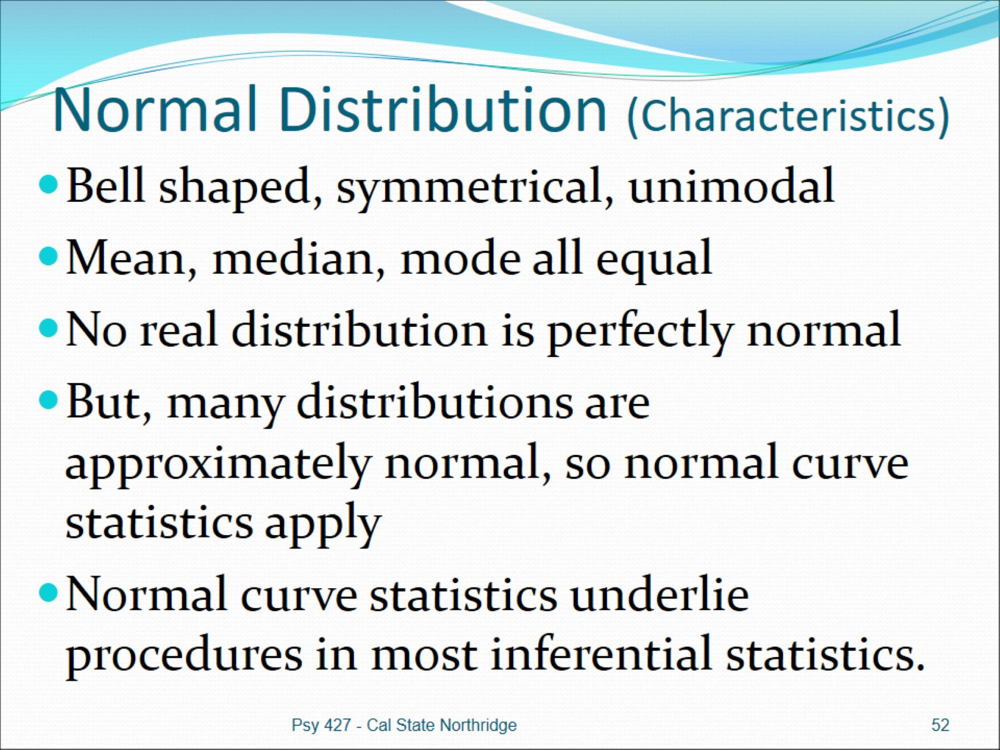 Normal Distribution (Characteristics)
• Bell shaped, symmetrical, unimodal
• Mean, median, mode all equal
• No real distribution is perfectly normal
• But, many distributions are
approximately normal, so normal curve
statistics apply
• Normal curve statistics underlie
procedures in most inferential statistics.
Psy 427 - Cal State Northridge
52